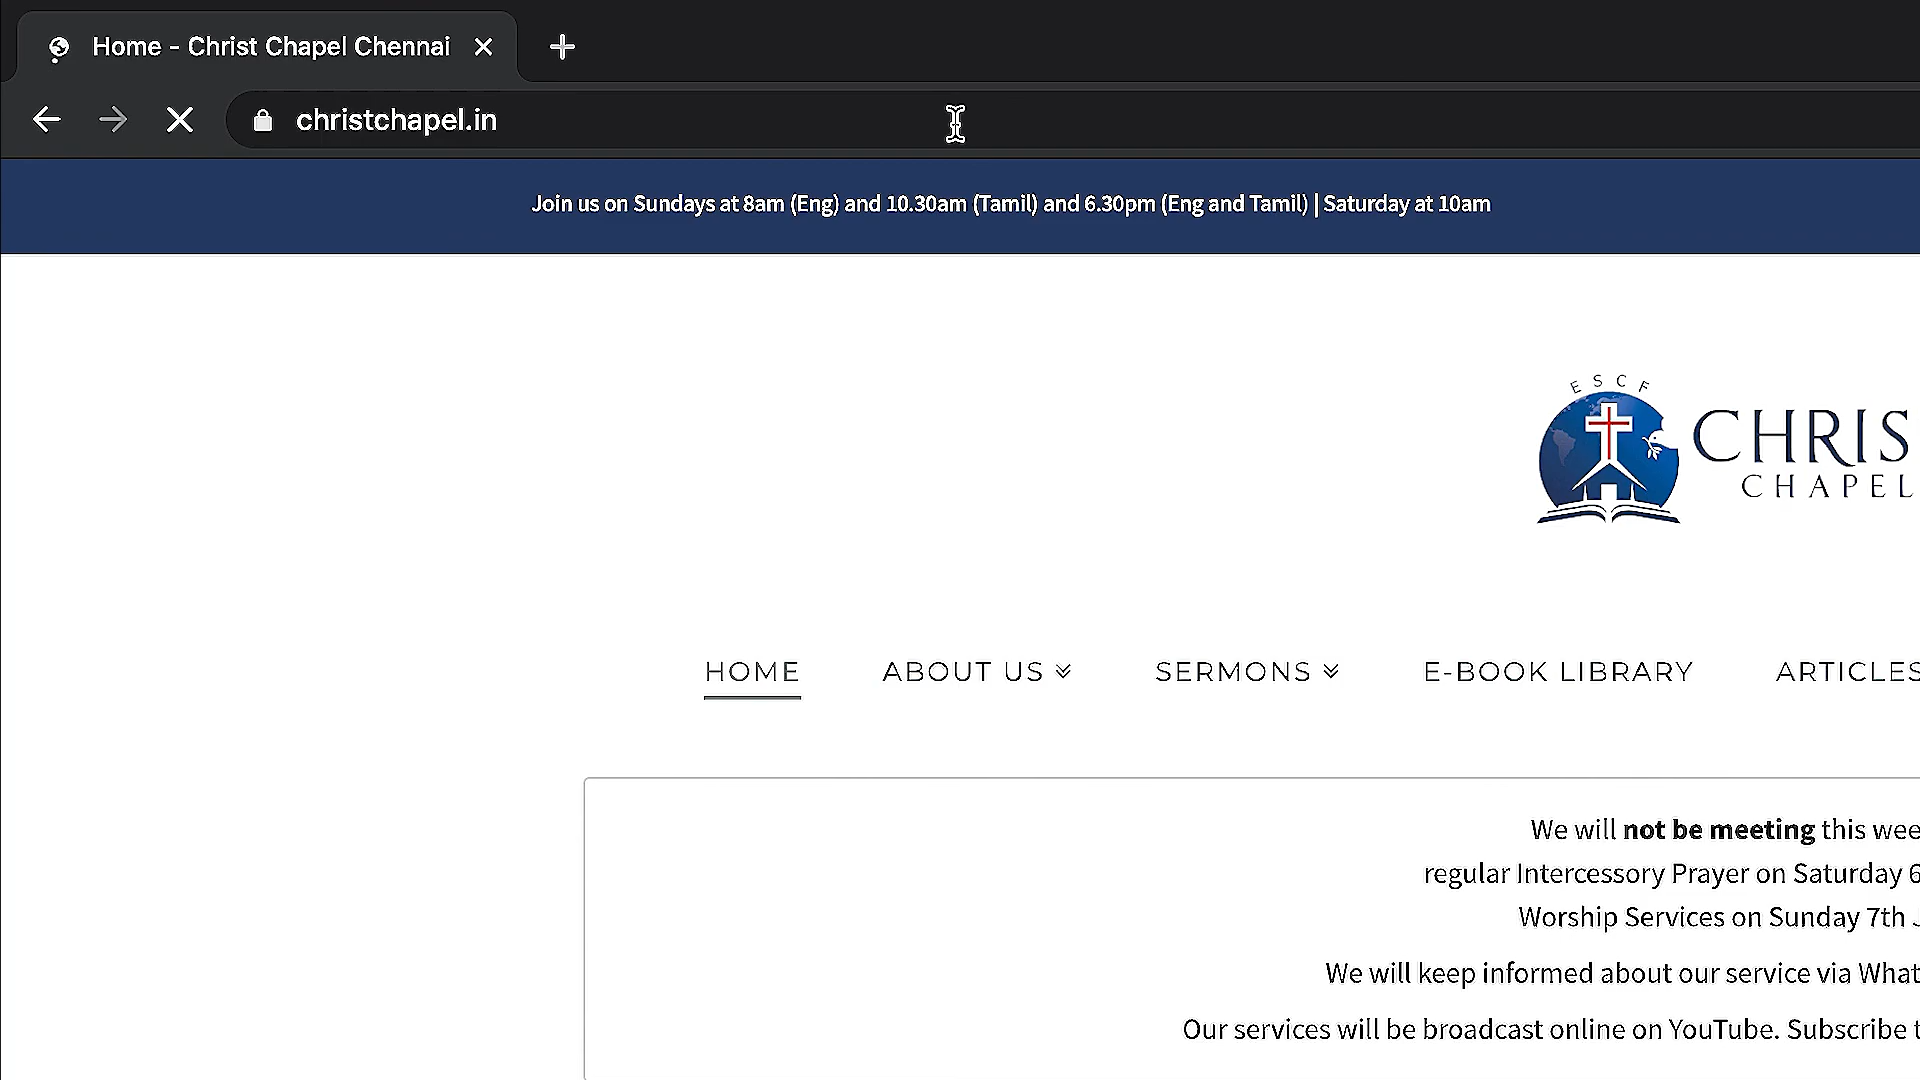 Home - Christ Chapel Chennai
christchapel.in
Join us on Sundays at 8am (Eng) and 10.30am (Tamil) and 6.30pm (Eng and Tamil) | Saturday at 10am
ESCF
CHRIS
CHAPEL
HOME ABOUT US SERMONS E-BOOK LIBRARY ARTICLES
We will not be meeting this wee
regular Intercessory Prayer on Saturday 6
Worship Services on Sunday 7th J
We will keep informed about our service via What
Our services will be broadcast online on YouTube. Subscribe t